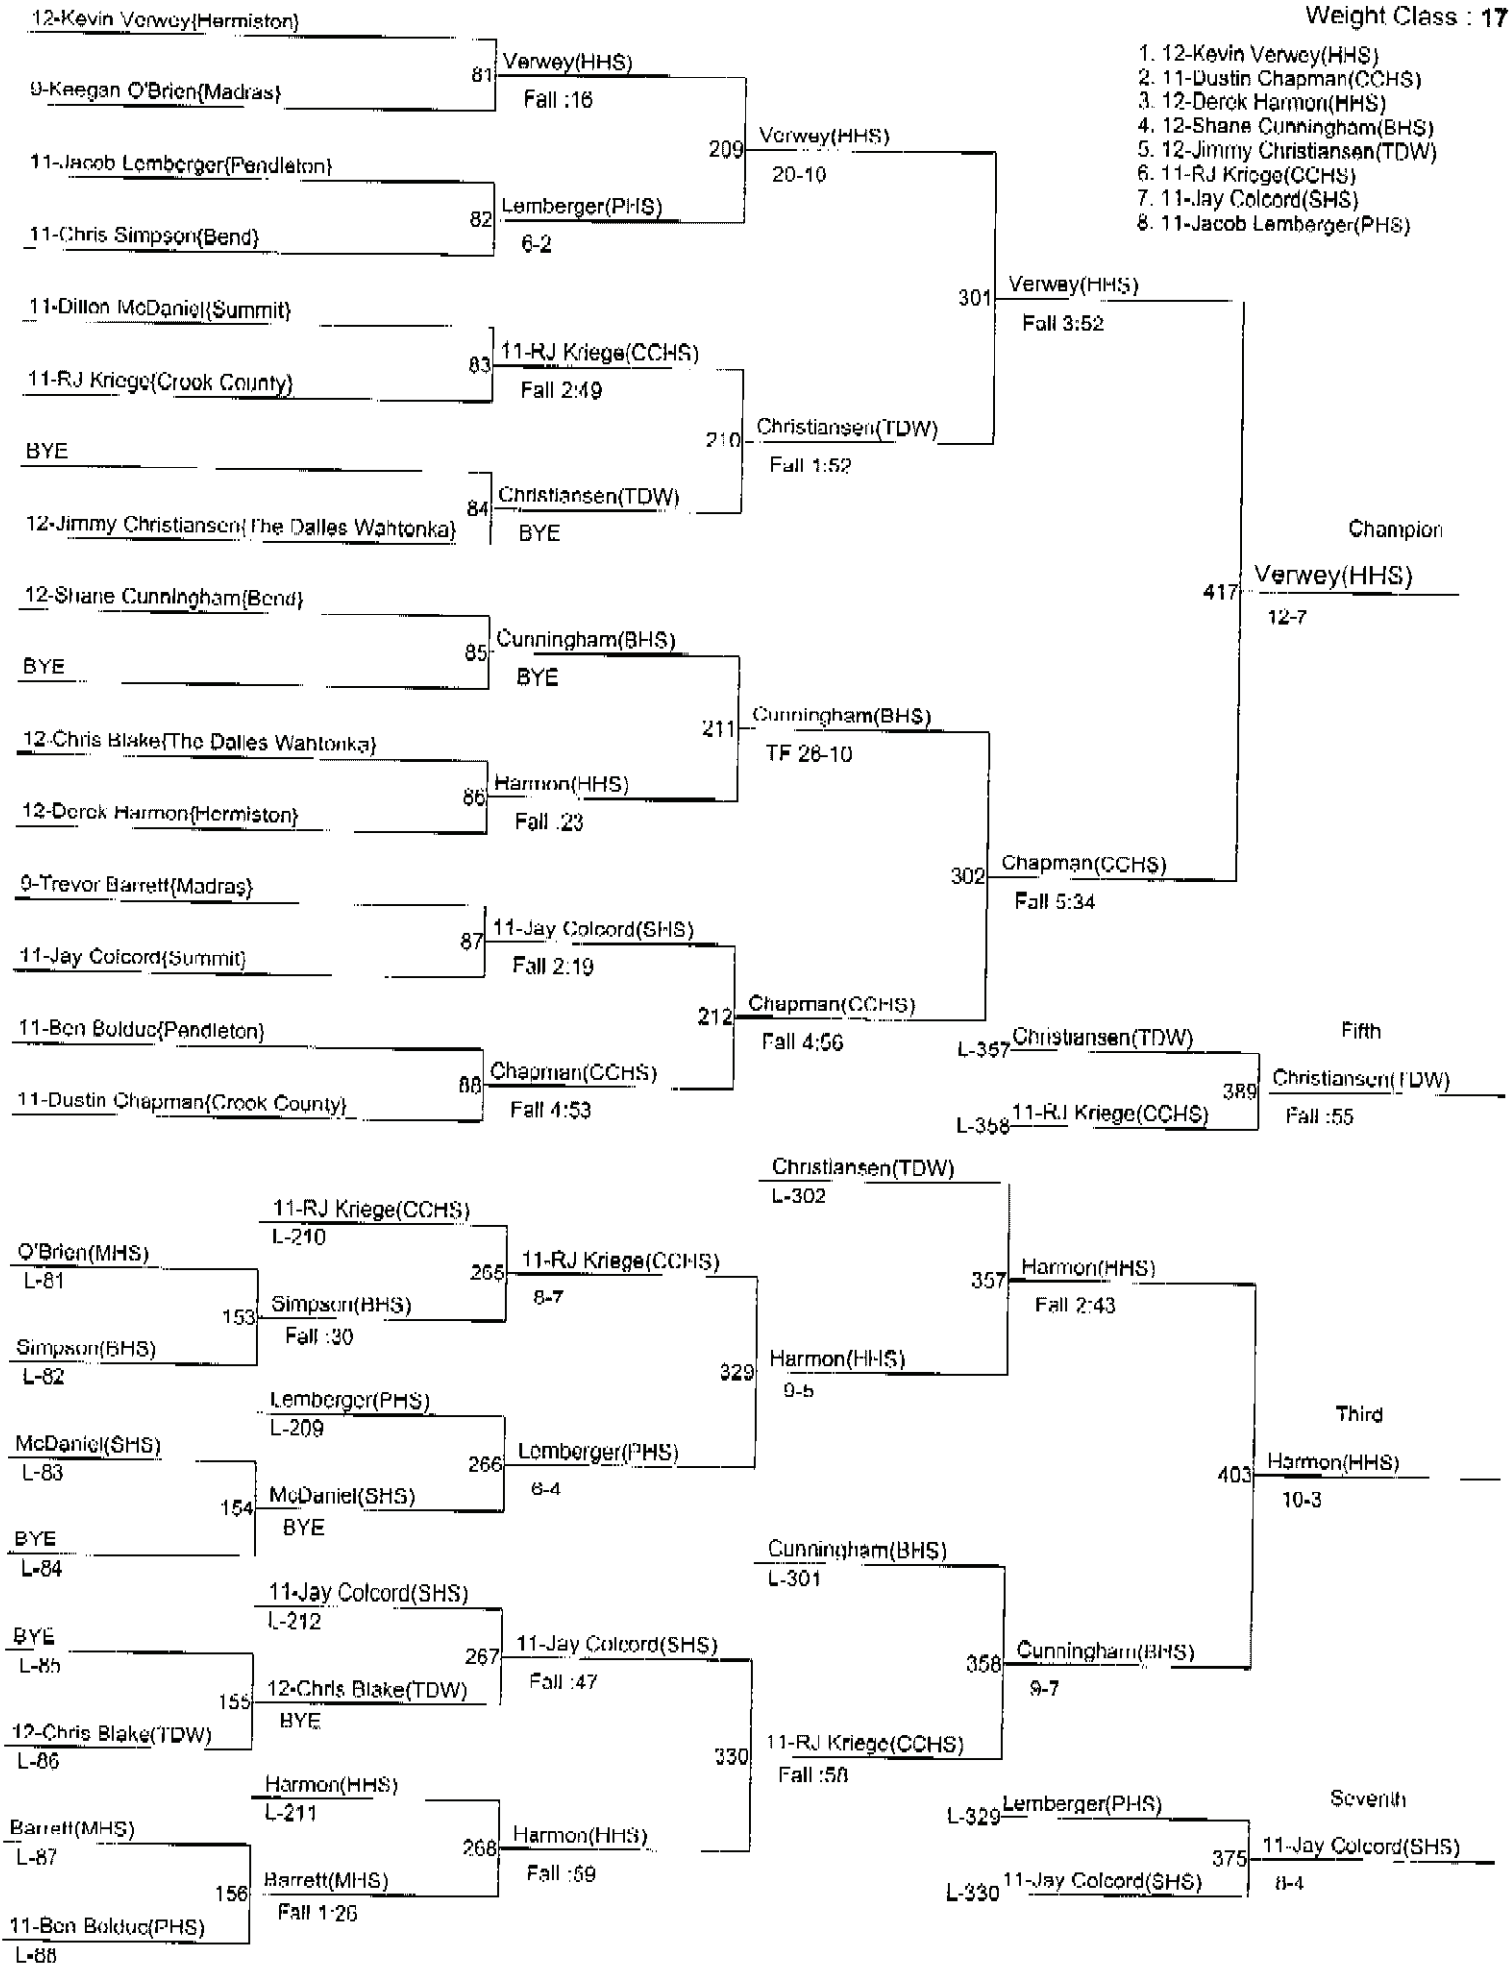 Weight Class : 17
1. 12-Kevin Verwey(HHS)
2. 11-Dustin Chapman(CCHS)
3. 12-Derek Harmon(HHS)
4. 12-Shane Cunningham(BHS)
5. 12-Jimmy Christiansen(TDW)
6. 11-RJ Kriege(CCHS)
7. 11-Jay Colcord(SHS)
8. 11-Jacob Lemberger(PHS)
12-Kevin Verwey{Hermiston}
81
Verwey(HHS)
Fall :16
9-Keegan O'Brien{Madras}
209
Verwey(HHS)
20-10
11-Jacob Lemberger{Pendleton}
82
Lemberger(PHS)
6-2
11-Chris Simpson{Bend}
301
Verwey(HHS)
Fall 3:52
11-Dillon McDaniel{Summit}
83
11-RJ Kriege(CCHS)
Fall 2:49
11-RJ Kriege{Crook County}
210
Christiansen(TDW)
Fall 1:52
BYE
84
Christiansen(TDW)
BYE
12-Jimmy Christiansen{The Dalles Wahtonka}
Champion
417
Verwey(HHS)
12-7
12-Shane Cunningham{Bend}
85
Cunningham(BHS)
BYE
BYE
211
Cunningham(BHS)
TF 26-10
12-Chris Blake{The Dalles Wahtonka}
86
Harmon(HHS)
Fall :23
12-Derek Harmon{Hermiston}
302
Chapman(CCHS)
Fall 5:34
9-Trevor Barrett{Madras}
87
11-Jay Colcord(SHS)
Fall 2:19
11-Jay Colcord{Summit}
212
Chapman(CCHS)
Fall 4:56
11-Ben Bolduc{Pendleton}
88
Chapman(CCHS)
Fall 4:53
11-Dustin Chapman{Crook County}
Fifth
L-357
Christiansen(TDW)
389
Christiansen(TDW)
Fall :55
L-358
11-RJ Kriege(CCHS)
Christiansen(TDW)
L-302
11-RJ Kriege(CCHS)
L-210
O'Brien(MHS)
L-81
265
11-RJ Kriege(CCHS)
8-7
357
Harmon(HHS)
Fall 2:43
153
Simpson(BHS)
Fall :30
Simpson(BHS)
L-82
329
Harmon(HHS)
9-5
Lemberger(PHS)
L-209
Third
McDaniel(SHS)
L-83
266
Lemberger(PHS)
6-4
403
Harmon(HHS)
10-3
154
McDaniel(SHS)
BYE
BYE
L-84
Cunningham(BHS)
L-301
11-Jay Colcord(SHS)
L-212
BYE
L-85
267
11-Jay Colcord(SHS)
Fall :47
358
Cunningham(BHS)
9-7
155
12-Chris Blake(TDW)
BYE
12-Chris Blake(TDW)
L-86
330
11-RJ Kriege(CCHS)
Fall :58
Harmon(HHS)
L-211
Seventh
L-329
Lemberger(PHS)
Barrett(MHS)
L-87
268
Harmon(HHS)
Fall :59
375
11-Jay Colcord(SHS)
8-4
156
Barrett(MHS)
Fall 1:26
L-330
11-Jay Colcord(SHS)
11-Ben Bolduc(PHS)
L-88